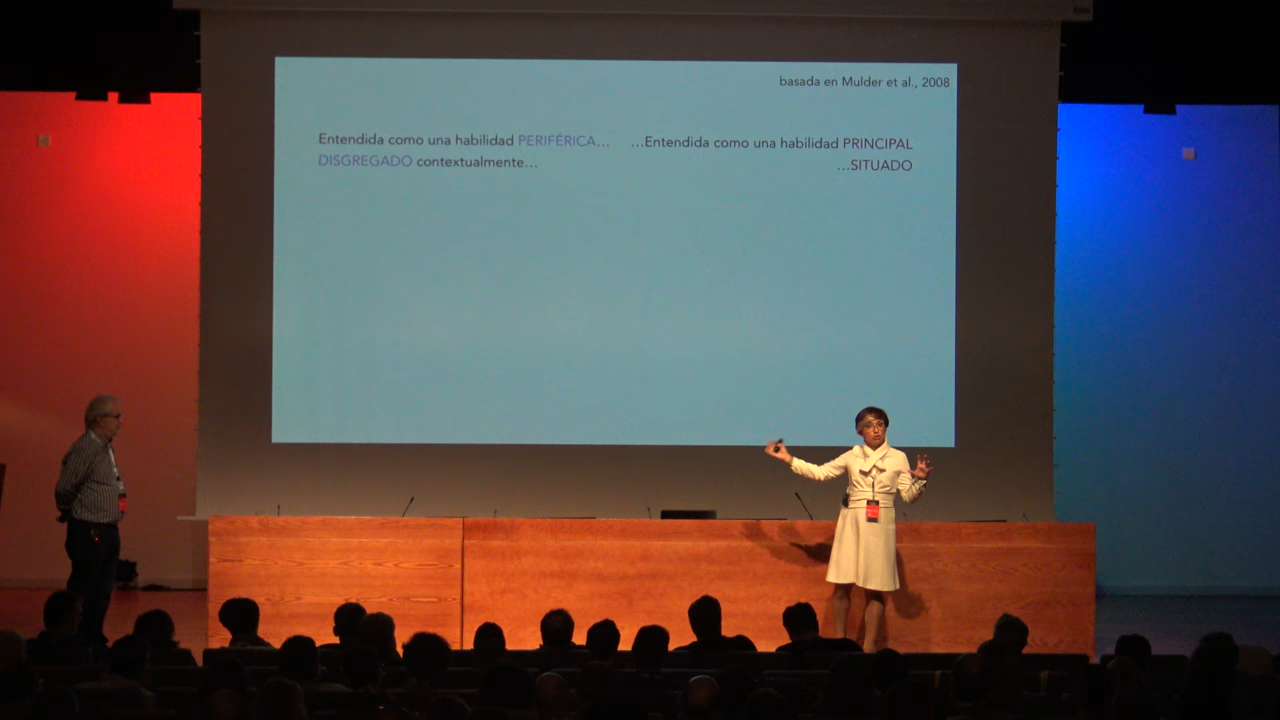 basada en Mulder et al., 2008
Entendida como una habilidad PERIFÉRICA...
DISGREGADO contextualmente...
...Entendida como una habilidad PRINCIPAL
...SITUADO